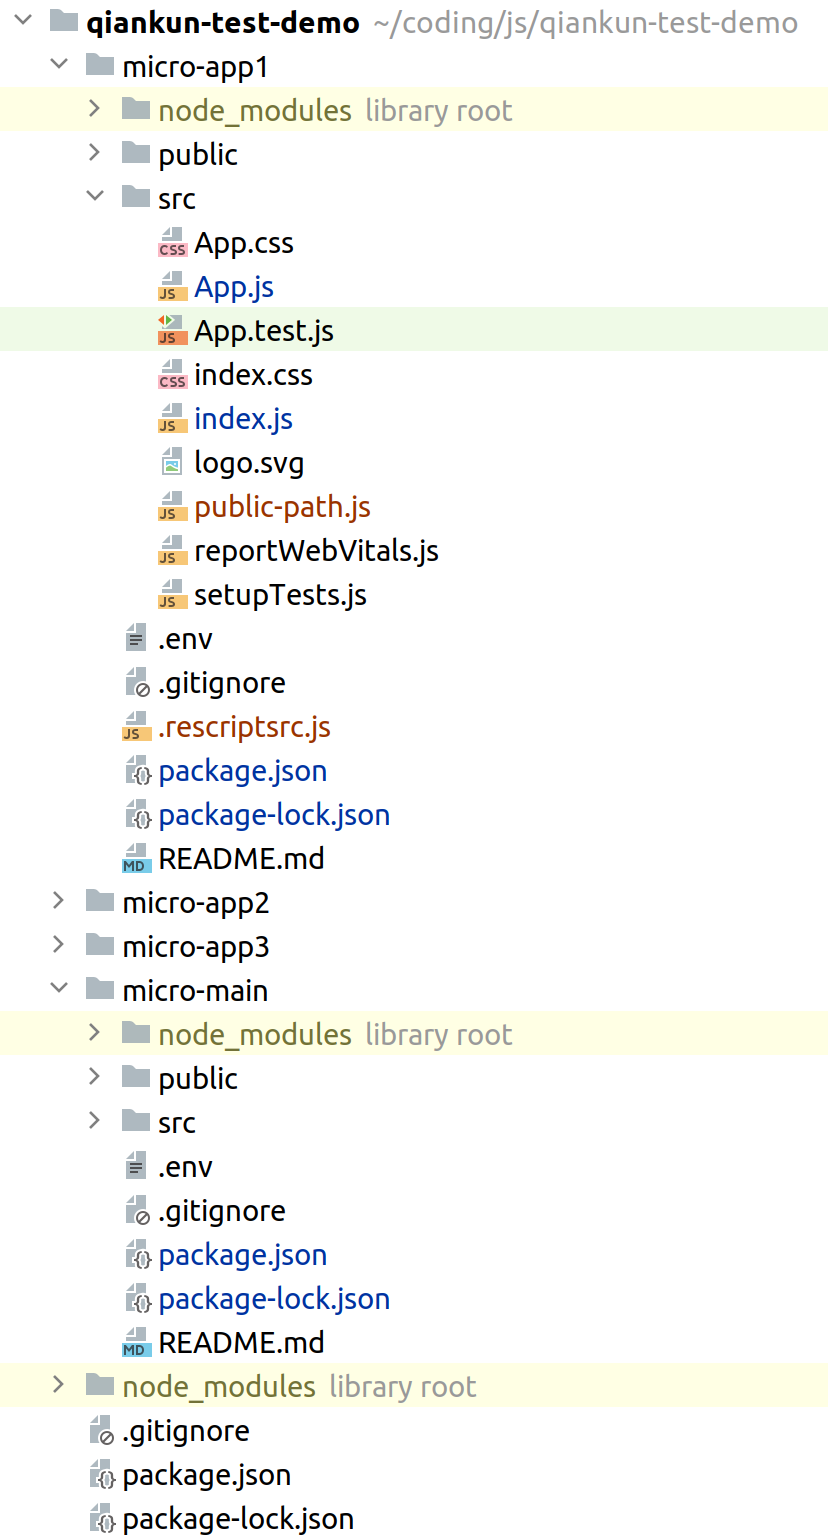 qiankun-test-demo ~/coding/js/qiankun-test-demo
micro-app1
node_modules library root
public
src
CSS App.css
JS App.js
JS App.test.js
CSS index.css
JS index.js
logo.svg
JS public-path.js
JS reportWebVitals.js
JS setupTests.js
.env
.gitignore
JS .rescriptsrc.js
{} package.json
{} package-lock.json
MD README.md
micro-app2
micro-app3
micro-main
node_modules library root
public
src
.env
.gitignore
{} package.json
{} package-lock.json
MD README.md
node_modules library root
.gitignore
{} package.json
{} package-lock.json